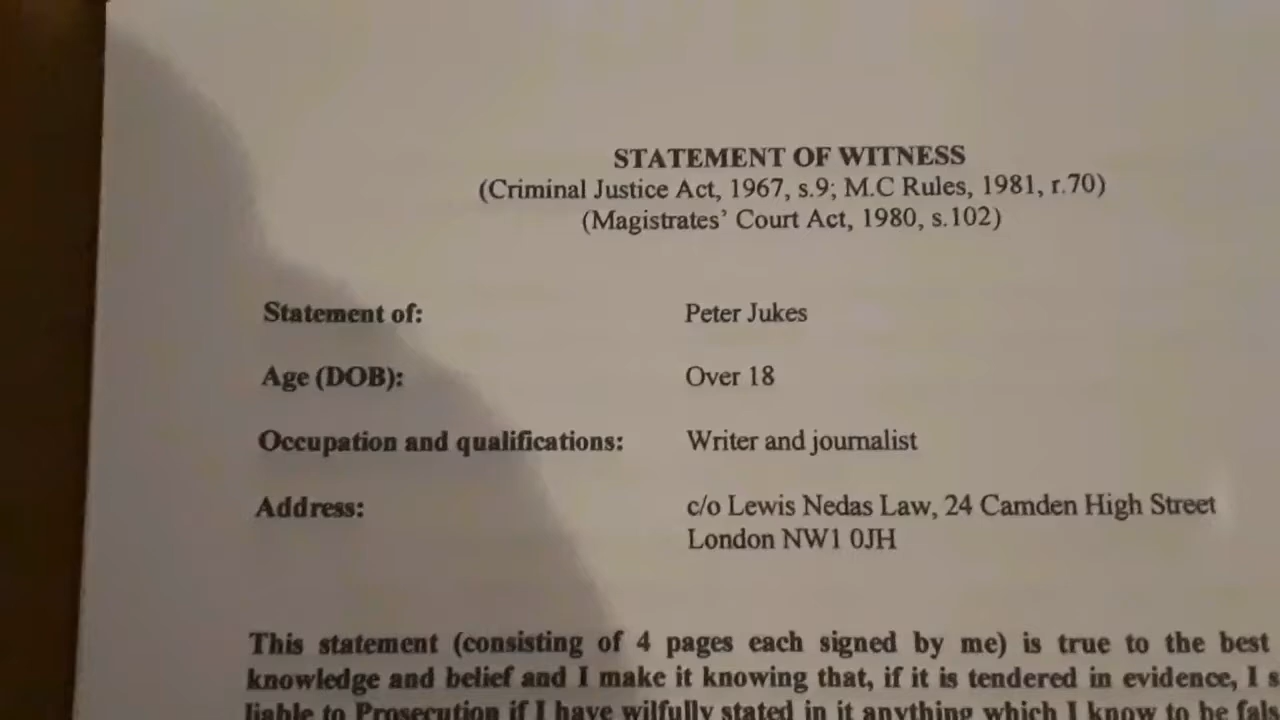 STATEMENT OF WITNESS
(Criminal Justice Act, 1967, s.9; M.C Rules, 1981, r.70)
(Magistrates' Court Act, 1980, s.102)
Statement of: Peter Jukes
Age (DOB): Over 18
Occupation and qualifications: Writer and journalist
Address: c/o Lewis Nedas Law, 24 Camden High Street
London NW1 0JH
This statement (consisting of 4 pages each signed by me) is true to the best
knowledge and belief and I make it knowing that, if it is tendered in evidence, I s
liable to Prosecution if I have wilfully stated in it anything which I know to be fals